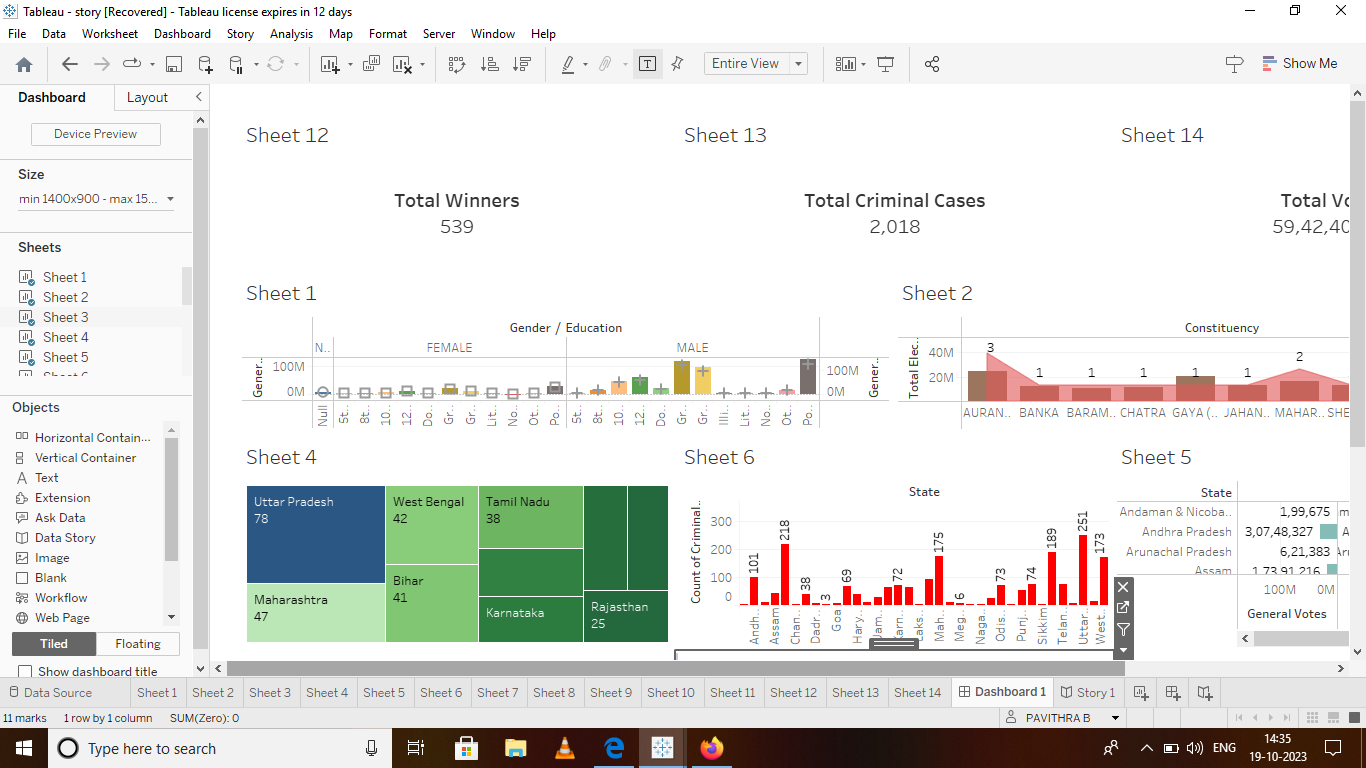 Tableau - story [Recovered] - Tableau license expires in 12 days
File Data Worksheet Dashboard Story Analysis Map Format Server Window Help
Entire View
Show Me
Dashboard Layout
Device Preview
Size
min 1400x900 - max 15...
Sheets
Sheet 1
Sheet 2
Sheet 3
Sheet 4
Sheet 5
Objects
Horizontal Contain...
Vertical Container
Text
Extension
Ask Data
Data Story
Image
Blank
Workflow
Web Page
Tiled Floating
Show dashboard title
Sheet 12
Total Winners
539
Sheet 13
Total Criminal Cases
2,018
Sheet 14
Total Vo
59,42,40
Sheet 1
Gender / Education
N.. FEMALE MALE
Gener..
100M
0M
100M
0M
Gener..
Null 5t.. 8t.. 10.. 12.. Do.. Gr.. Gr.. Lit.. No.. Ot.. Po.. 5t.. 8t.. 10.. 12.. Do.. Gr.. Gr.. Illi.. Lit.. No.. Ot.. Po..
Sheet 2
Constituency
Total Elec..
40M
20M
3 1 1 1 1 1 2
AURAN.. BANKA BARAM.. CHATRA GAYA (.. JAHAN.. MAHAR.. SHE
Sheet 4
Uttar Pradesh
78
Maharashtra
47
West Bengal
42
Bihar
41
Tamil Nadu
38
Karnataka
Rajasthan
25
Sheet 6
State
Count of Criminal..
300
200
100
0
101 218 38 3 69 72 175 6 73 74 189 251 173
Andh.. Assam Chan.. Dadr.. Goa Hary.. Jam.. Karn.. Laks.. Mah.. Meg.. Naga.. Odis.. Punj.. Sikkim Telan.. Uttar.. West..
Sheet 5
State
Andaman & Nicoba.. 1,99,675
Andhra Pradesh 3,07,48,327
Arunachal Pradesh 6,21,383
Assam 1,73,91,216
100M 0M
General Votes
Data Source Sheet 1 Sheet 2 Sheet 3 Sheet 4 Sheet 5 Sheet 6 Sheet 7 Sheet 8 Sheet 9 Sheet 10 Sheet 11 Sheet 12 Sheet 13 Sheet 14 Dashboard 1 Story 1
11 marks 1 row by 1 column SUM(Zero): 0
PAVITHRA B
Type here to search
ENG
14:35
19-10-2023